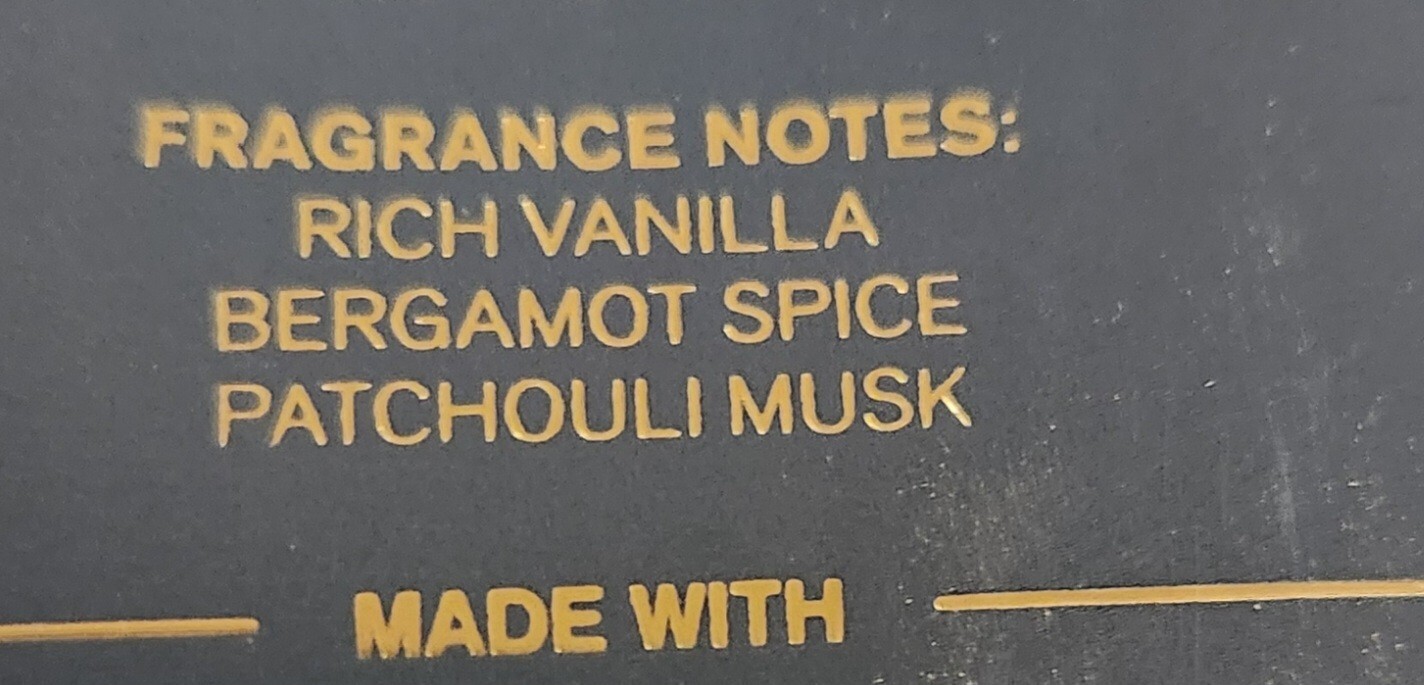 FRAGRANCE NOTES:
RICH VANILLA
BERGAMOT SPICE
PATCHOULI MUSK
MADE WITH